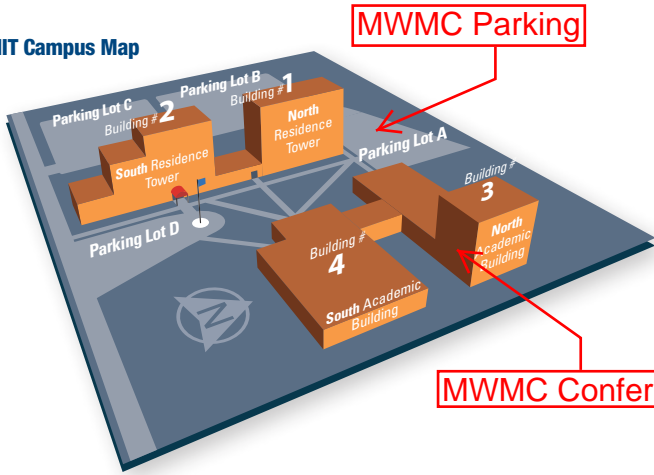 MWMC Parking
IIT Campus Map
Parking Lot C
Parking Lot B
Building # 2
Building # 1
North
Residence
Tower
South Residence
Tower
Parking Lot A
Building #
3
North
Academic
Building
Parking Lot D
Building #
4
South Academic
Building
N
MWMC Confer